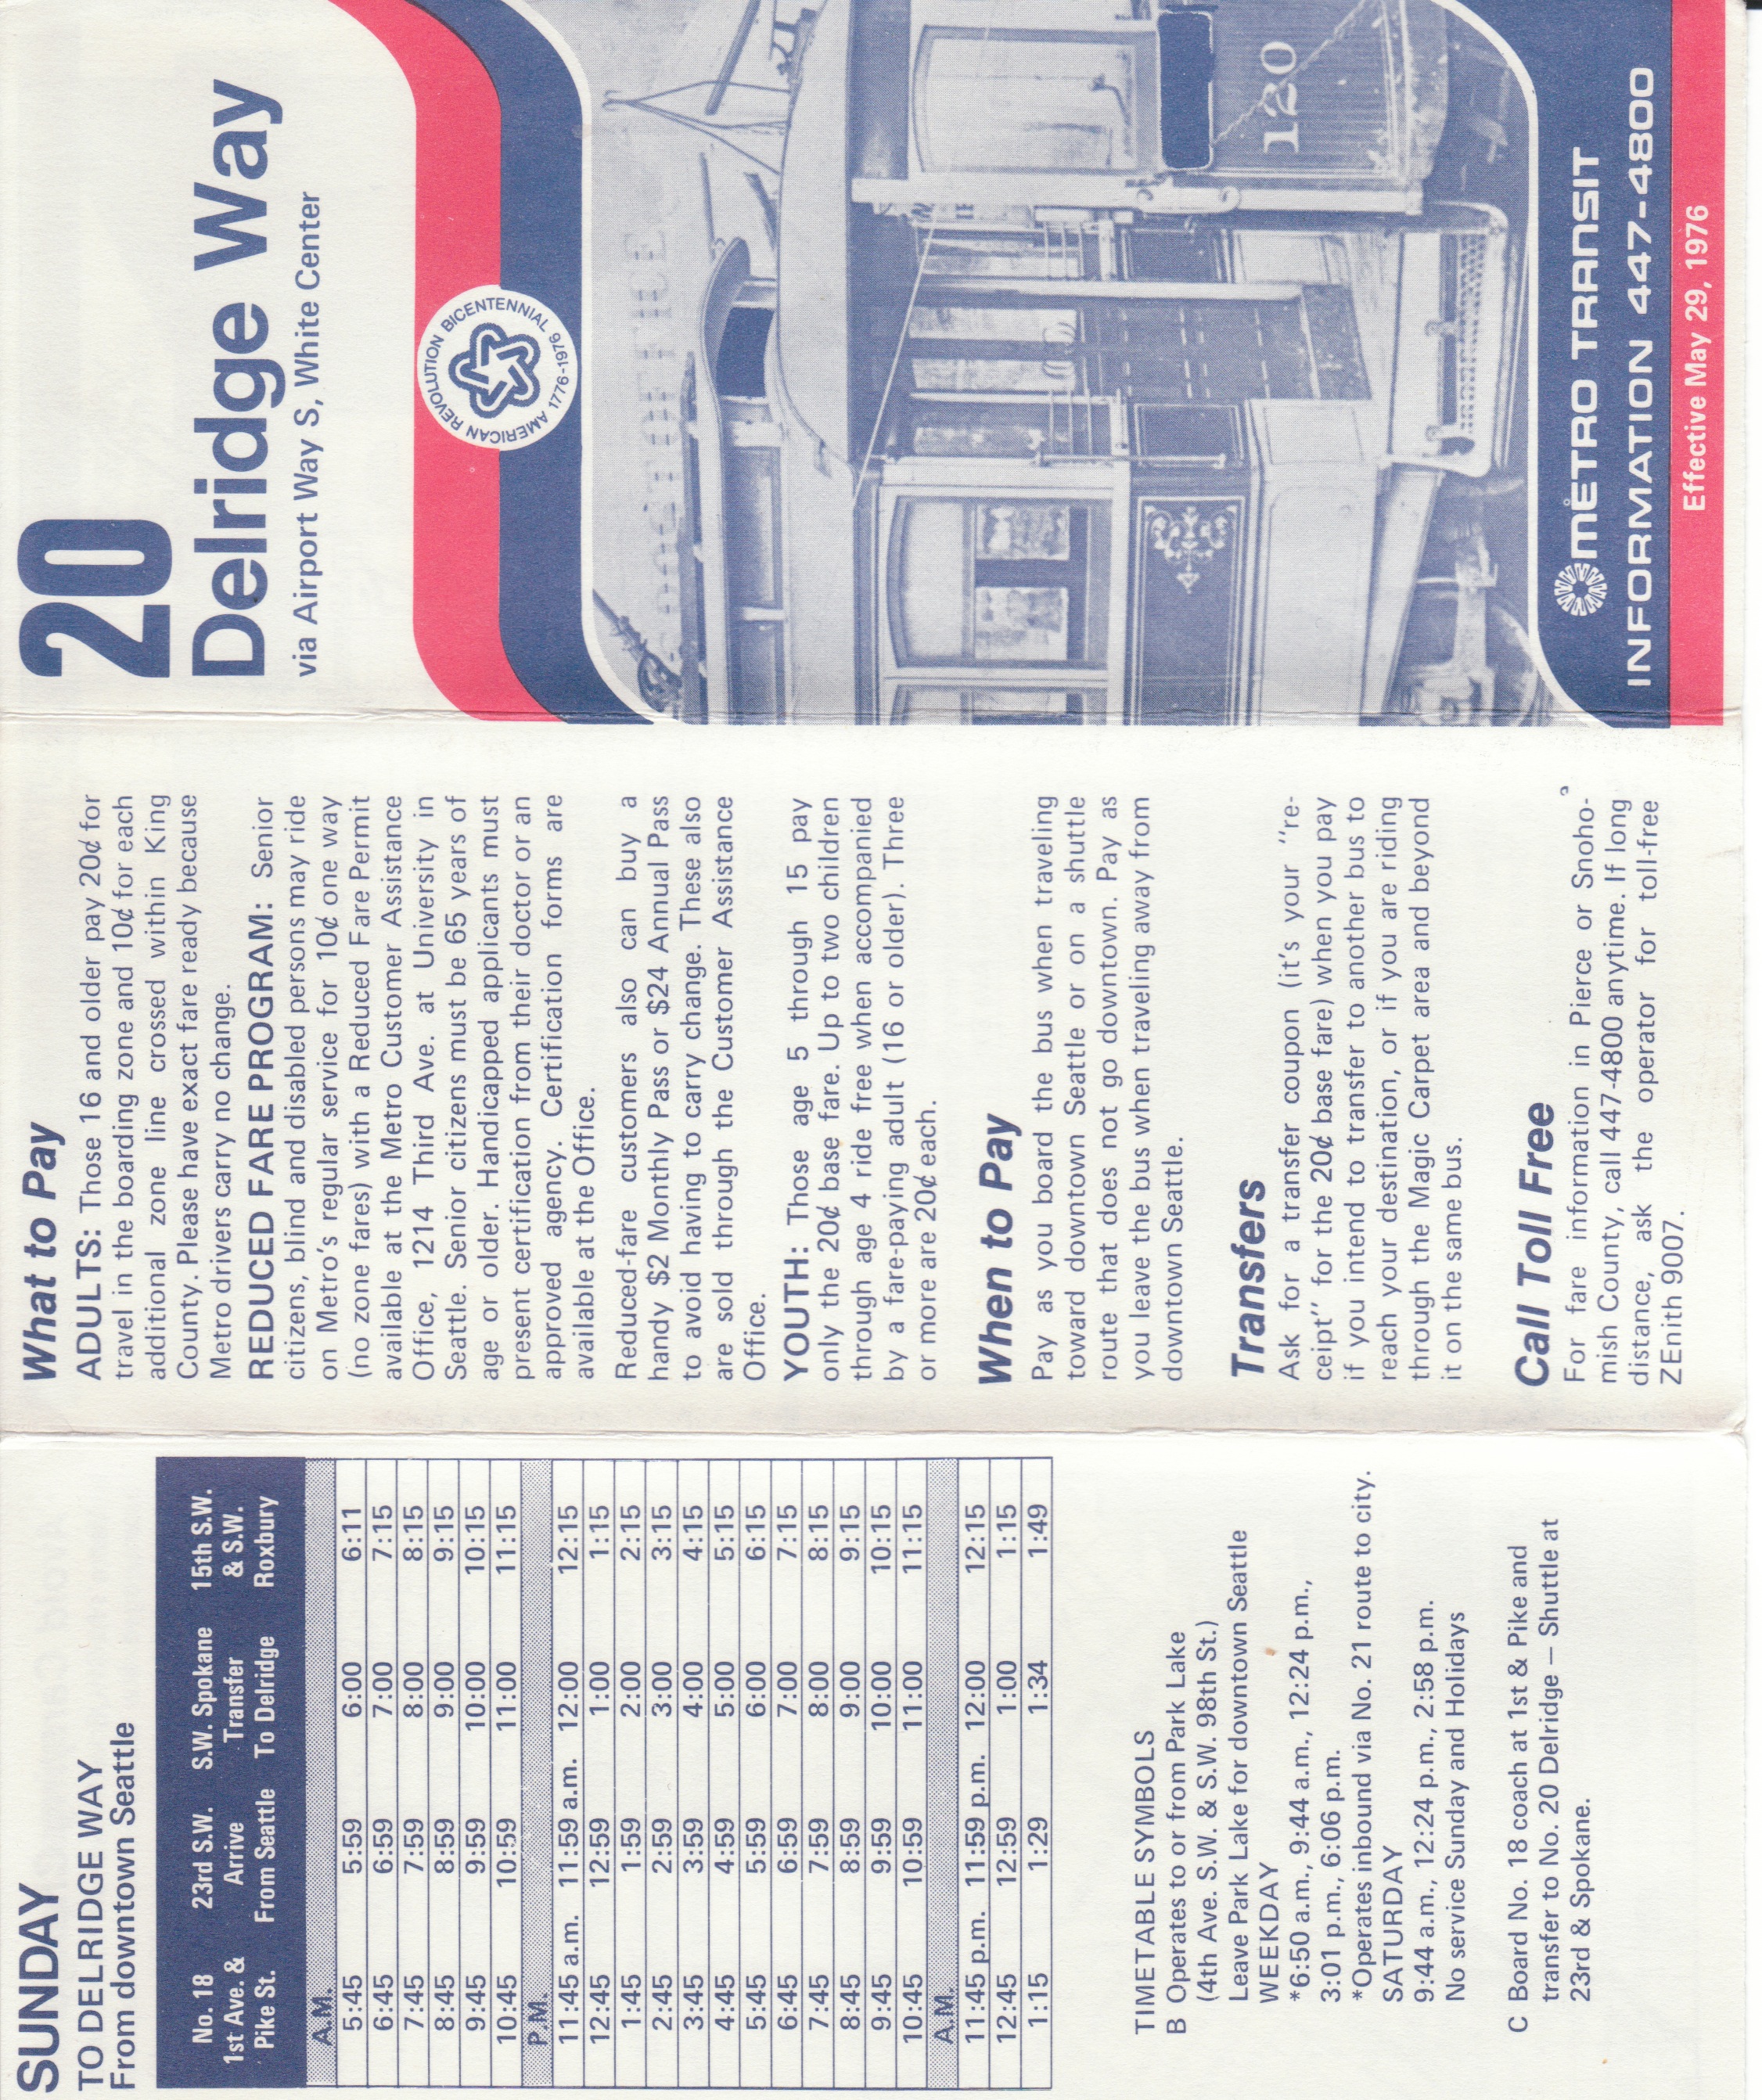 SUNDAY
TO DELRIDGE WAY
From downtown Seattle
No. 18 23rd S.W. S.W. Spokane 15th S.W.
1st Ave. & Arrive Transfer & S.W.
Pike St. From Seattle To Delridge Roxbury
A.M.
5:45 5:59 6:00 6:11
6:45 6:59 7:00 7:15
7:45 7:59 8:00 8:15
8:45 8:59 9:00 9:15
9:45 9:59 10:00 10:15
10:45 10:59 11:00 11:15
P.M.
11:45 a.m. 11:59 a.m. 12:00 12:15
12:45 12:59 1:00 1:15
1:45 1:59 2:00 2:15
2:45 2:59 3:00 3:15
3:45 3:59 4:00 4:15
4:45 4:59 5:00 5:15
5:45 5:59 6:00 6:15
6:45 6:59 7:00 7:15
7:45 7:59 8:00 8:15
8:45 8:59 9:00 9:15
9:45 9:59 10:00 10:15
10:45 10:59 11:00 11:15
A.M.
11:45 p.m. 11:59 p.m. 12:00 12:15
12:45 12:59 1:00 1:15
1:15 1:29 1:34 1:49
TIMETABLE SYMBOLS
B Operates to or from Park Lake
(4th Ave. S.W. & S.W. 98th St.)
Leave Park Lake for downtown Seattle
WEEKDAY
*6:50 a.m., 9:44 a.m., 12:24 p.m.,
3:01 p.m., 6:06 p.m.
*Operates inbound via No. 21 route to city.
SATURDAY
9:44 a.m., 12:24 p.m., 2:58 p.m.
No service Sunday and Holidays
C Board No. 18 coach at 1st & Pike and
transfer to No. 20 Delridge — Shuttle at
23rd & Spokane.
What to Pay
ADULTS: Those 16 and older pay 20¢ for
travel in the boarding zone and 10¢ for each
additional zone line crossed within King
County. Please have exact fare ready because
Metro drivers carry no change.
REDUCED FARE PROGRAM: Senior
citizens, blind and disabled persons may ride
on Metro's regular service for 10¢ one way
(no zone fares) with a Reduced Fare Permit
available at the Metro Customer Assistance
Office, 1214 Third Ave. at University in
Seattle. Senior citizens must be 65 years of
age or older. Handicapped applicants must
present certification from their doctor or an
approved agency. Certification forms are
available at the Office.
Reduced-fare customers also can buy a
handy $2 Monthly Pass or $24 Annual Pass
to avoid having to carry change. These also
are sold through the Customer Assistance
Office.
YOUTH: Those age 5 through 15 pay
only the 20¢ base fare. Up to two children
through age 4 ride free when accompanied
by a fare-paying adult (16 or older). Three
or more are 20¢ each.
When to Pay
Pay as you board the bus when traveling
toward downtown Seattle or on a shuttle
route that does not go downtown. Pay as
you leave the bus when traveling away from
downtown Seattle.
Transfers
Ask for a transfer coupon (it's your "re-
ceipt" for the 20¢ base fare) when you pay
if you intend to transfer to another bus to
reach your destination, or if you are riding
through the Magic Carpet area and beyond
it on the same bus.
Call Toll Free
For fare information in Pierce or Snoho-
mish County, call 447-4800 anytime. If long
distance, ask the operator for toll-free
ZEnith 9007.
20
Delridge Way
via Airport Way S, White Center
AMERICAN REVOLUTION BICENTENNIAL 1776-1976
120
METRO TRANSIT
INFORMATION 447-4800
Effective May 29, 1976